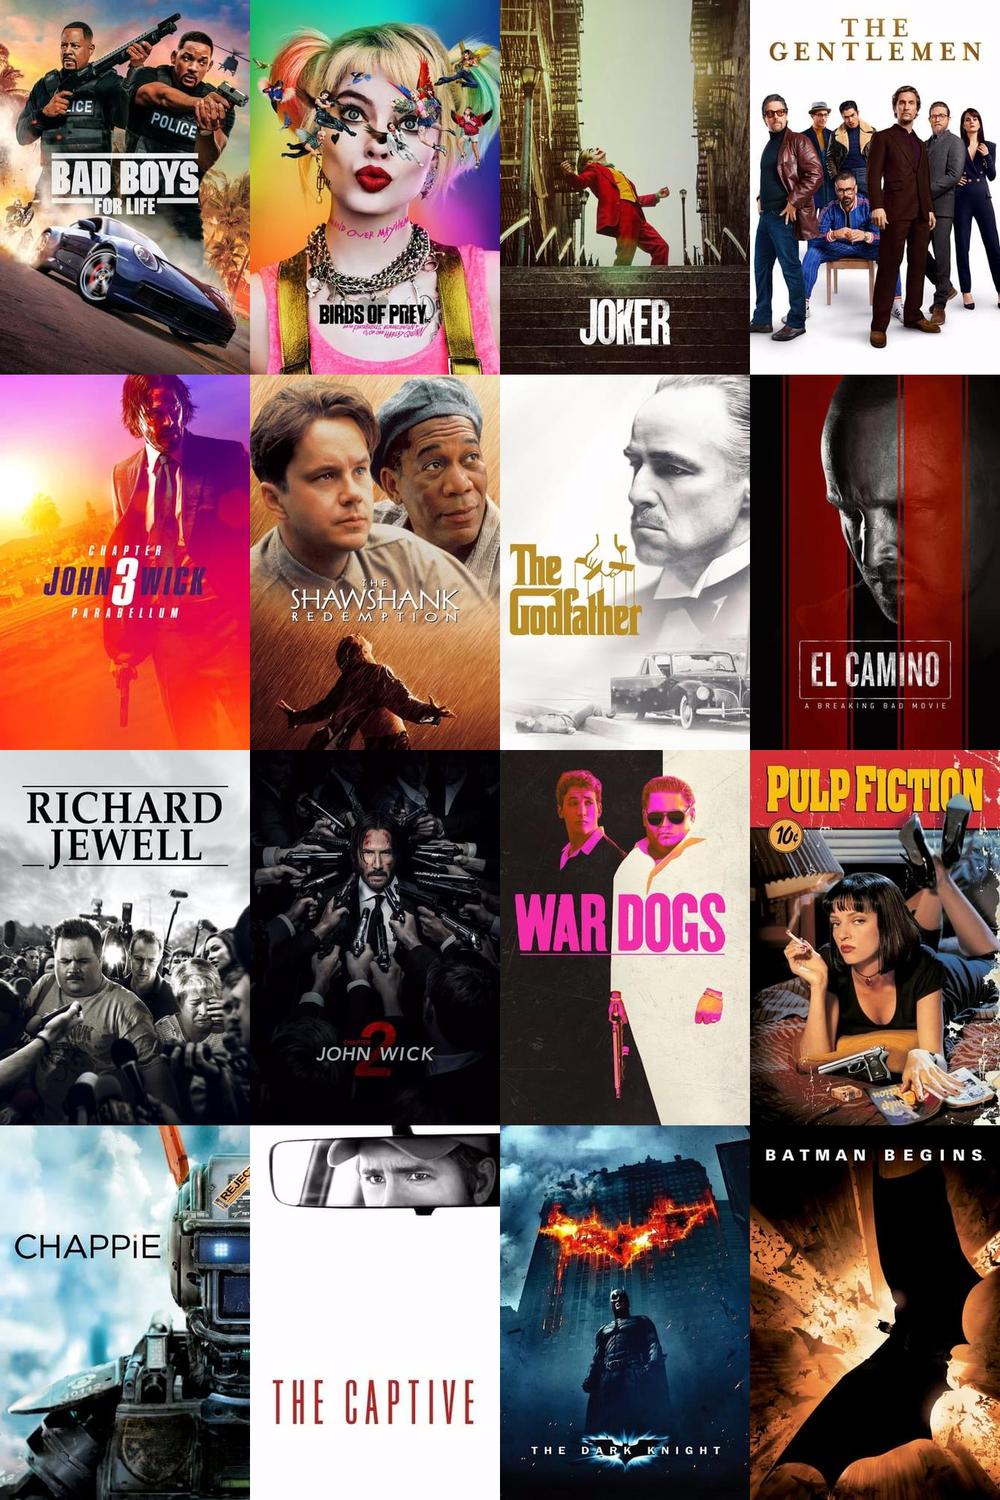 POLICE
POLICE
BAD BOYS
FOR LIFE
BIRDS OF PREY
JOKER
THE
GENTLEMEN
CHAPTER
JOHN 3 WICK
PARABELLUM
THE
SHAWSHANK
REDEMPTION
The
Godfather
EL CAMINO
A BREAKING BAD MOVIE
RICHARD
JEWELL
CHAPTER
2
JOHN WICK
WAR DOGS
PULP FICTION
10¢
REJEC
CHAPPiE
THE CAPTIVE
THE DARK KNIGHT
BATMAN BEGINS